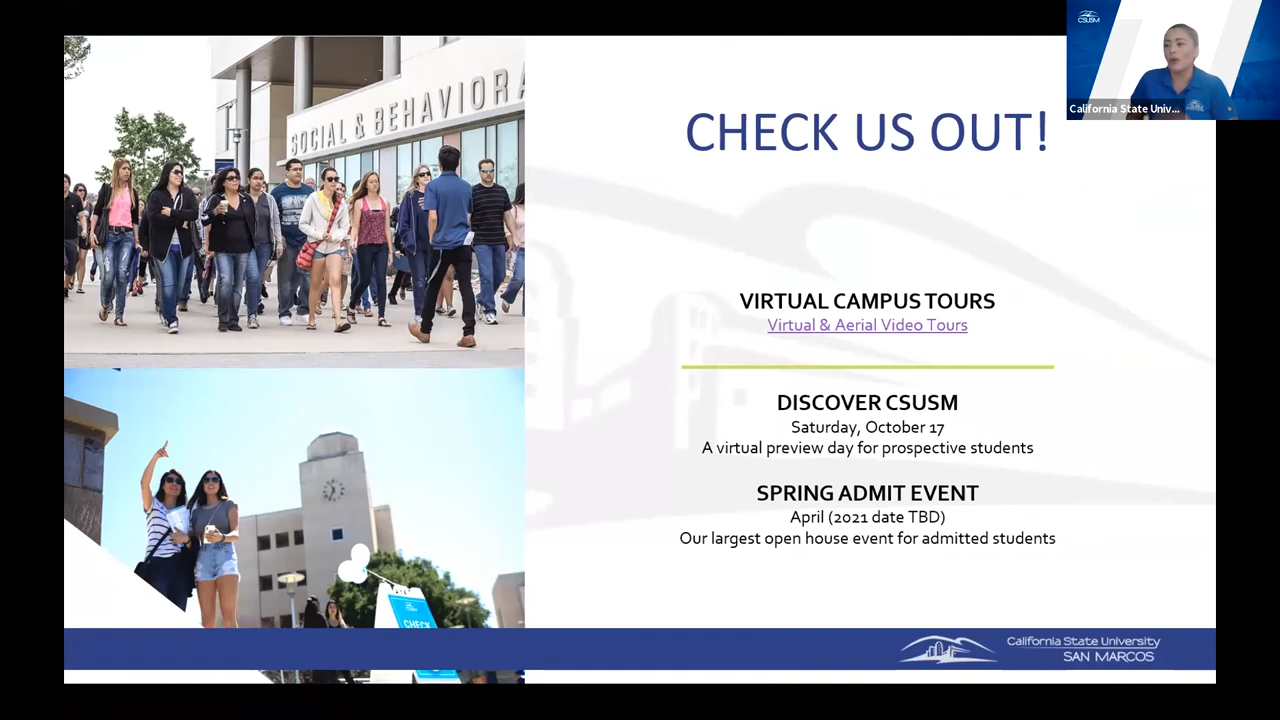 CSUSM
California State Univ...
SOCIAL & BEHAVIORA
CHECK US OUT!
VIRTUAL CAMPUS TOURS
Virtual & Aerial Video Tours
DISCOVER CSUSM
Saturday, October 17
A virtual preview day for prospective students
SPRING ADMIT EVENT
April (2021 date TBD)
Our largest open house event for admitted students
CHECK
California State University
SAN MARCOS